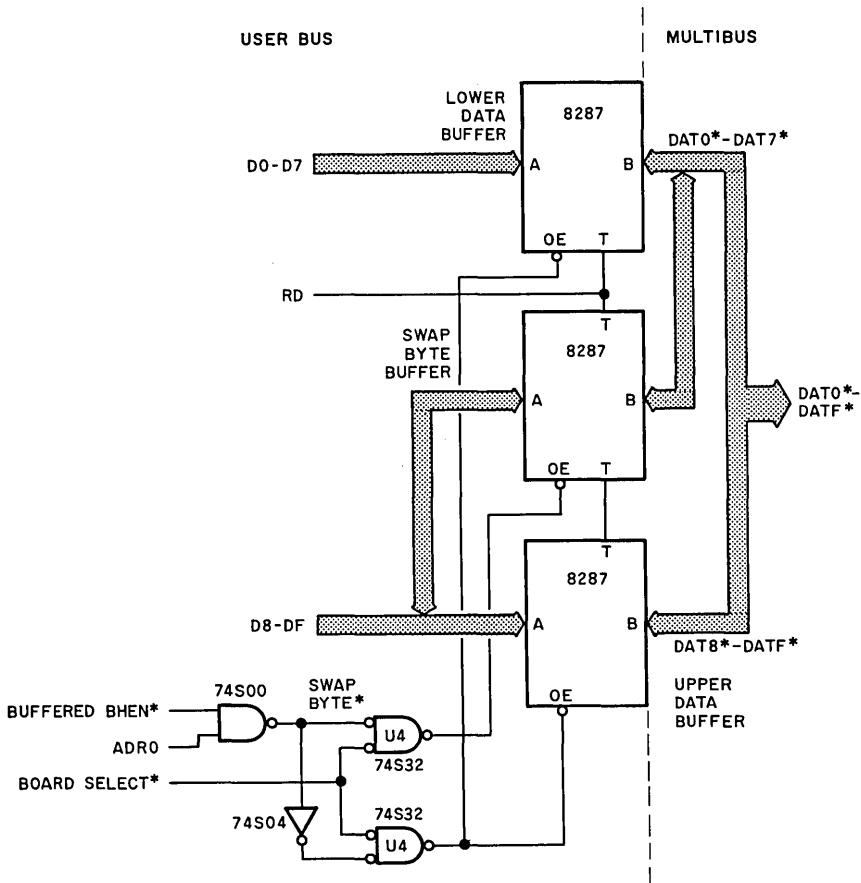 USER BUS
MULTIBUS
LOWER
DATA
BUFFER
8287
DAT0*-DAT7*
D0-D7
A
B
OE
T
RD
T
SWAP
BYTE
BUFFER
8287
A
B
DAT0*-
DATF*
OE
T
T
8287
D8-DF
A
B
DAT8*-DATF*
OE
UPPER
DATA
BUFFER
74S00
SWAP
BYTE*
BUFFERED BHEN*
ADR0
U4
74S32
BOARD SELECT*
74S04
74S32
U4